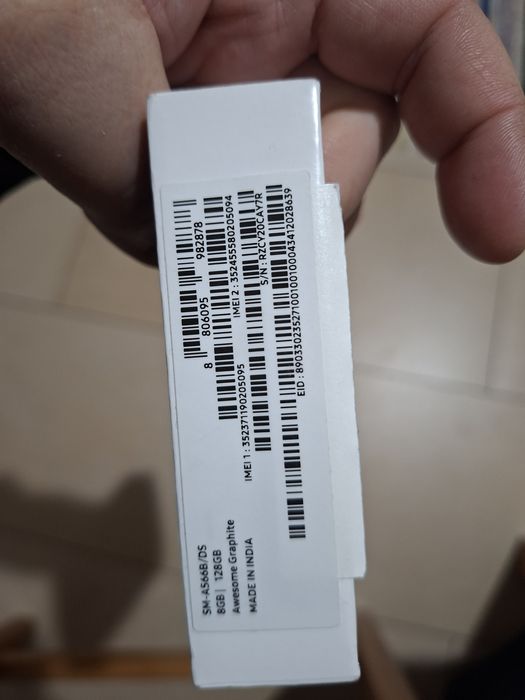 SM-A566B/DS
8GB | 128GB
Awesome Graphite
MADE IN INDIA
8 806095 982878
IMEI 2 : 352455580205094
IMEI 1 : 352371190205095
S/N : RZCY20CAY7R
EID : 89033023527100100100043412028639